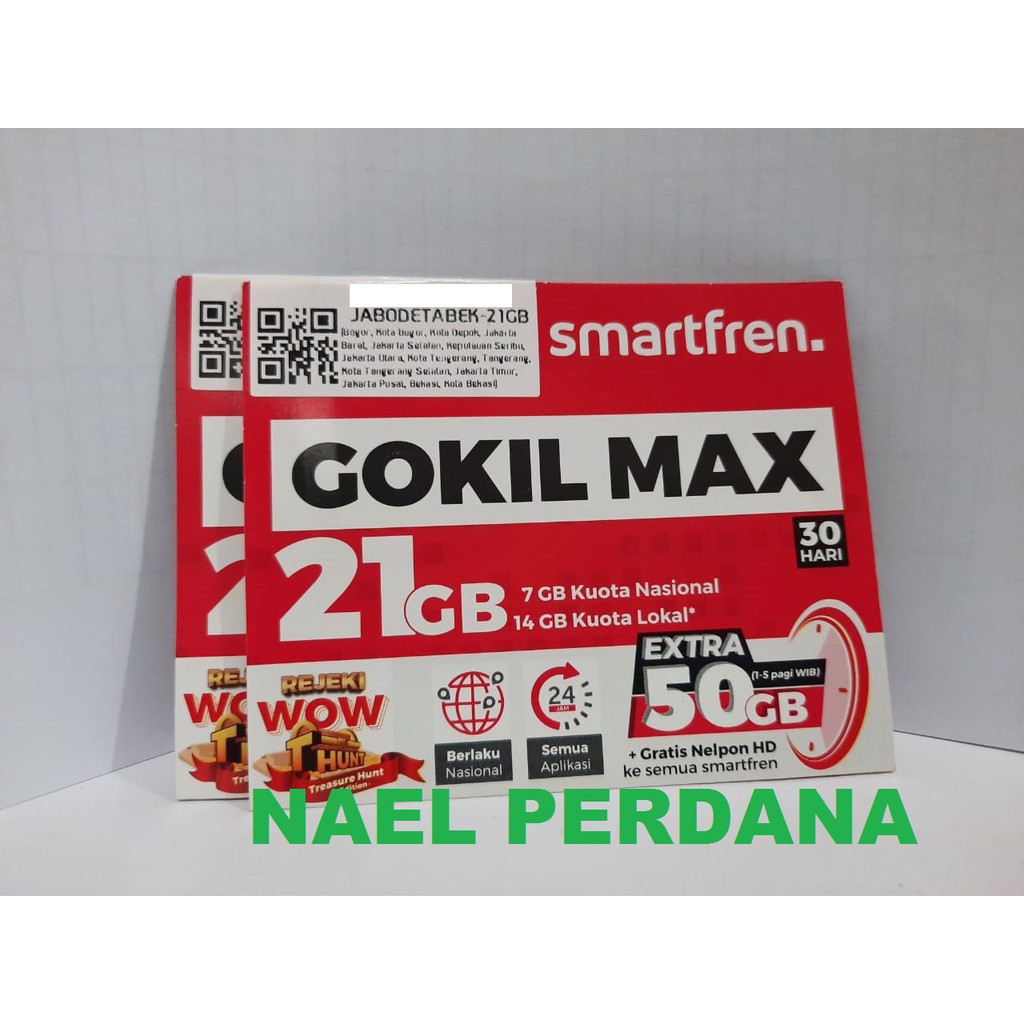 JABODETABEK-21GB
(Bogor, Kota Bogor, Kota Depok, Jakarta
Barat, Jakarta Selatan, Kepulauan Seribu,
Jakarta Utara, Kota Tengerang, Tangerang,
Kota Tangerang Selatan, Jakarta Timur,
Jakarta Pusat, Bekasi, Kota Bekasi)
smartfren.
GOKIL MAX
30
HARI
21GB
7 GB Kuota Nasional
14 GB Kuota Lokal*
EXTRA
50GB
(1-5 pagi WIB)
+ Gratis Nelpon HD
ke semua smartfren
REJEKI
WOW
THUNT
Treasure Hunt
Edition-
Berlaku
Nasional
24
JAM
Semua
Aplikasi
NAEL PERDANA